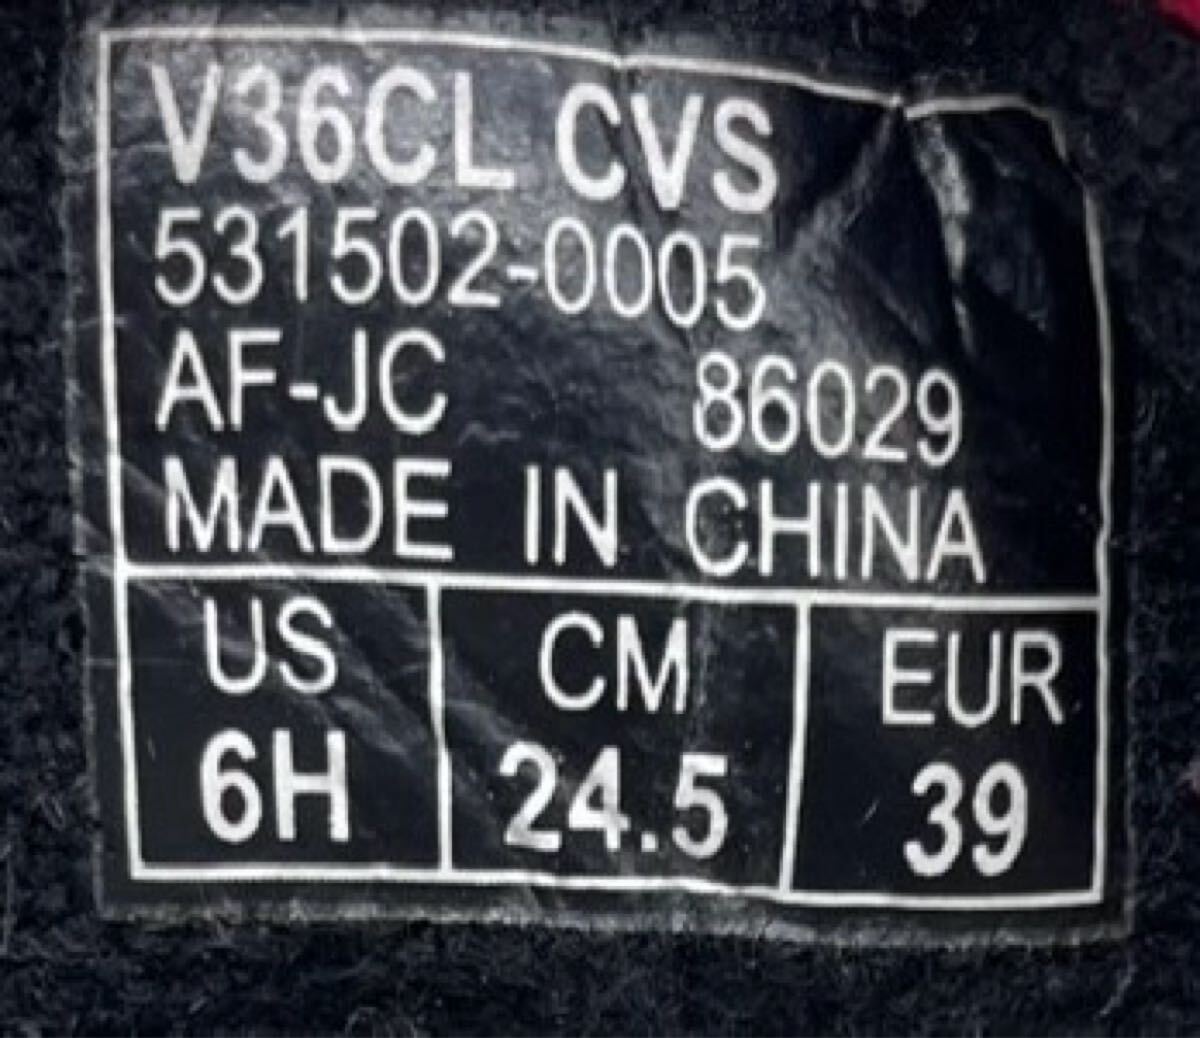 V36CL CVS
531502-0005
AF-JC 86029
MADE IN CHINA
US CM EUR
6H 24.5 39